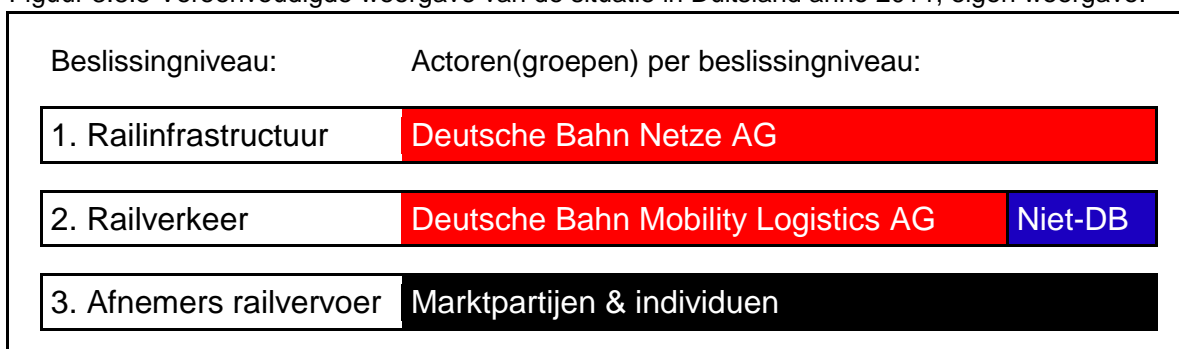 Beslissingniveau: Actoren(groepen) per beslissingniveau:
1. Railinfrastructuur Deutsche Bahn Netze AG
2. Railverkeer Deutsche Bahn Mobility Logistics AG Niet-DB
3. Afnemers railvervoer Marktpartijen & individuen